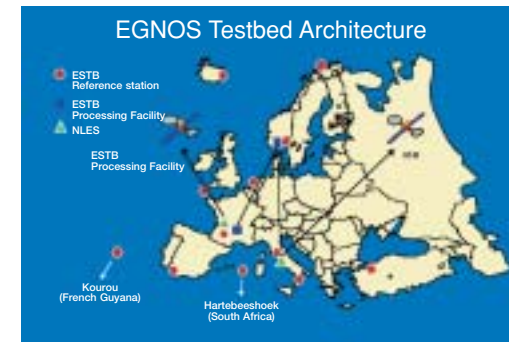 EGNOS Testbed Architecture
ESTB
Reference station
ESTB
Processing Facility
NLES
ESTB
Processing Facility
Kourou
(French Guyana)
Hartebeeshoek
(South Africa)